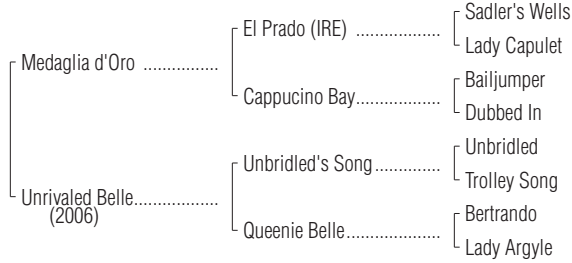 Sadler's Wells
El Prado (IRE) ...................
Lady Capulet
Medaglia d'Oro .................
Bailjumper
Cappucino Bay...................
Dubbed In
Unbridled
Unbridled's Song...............
Trolley Song
Unrivaled Belle...................
(2006)
Bertrando
Queenie Belle.....................
Lady Argyle